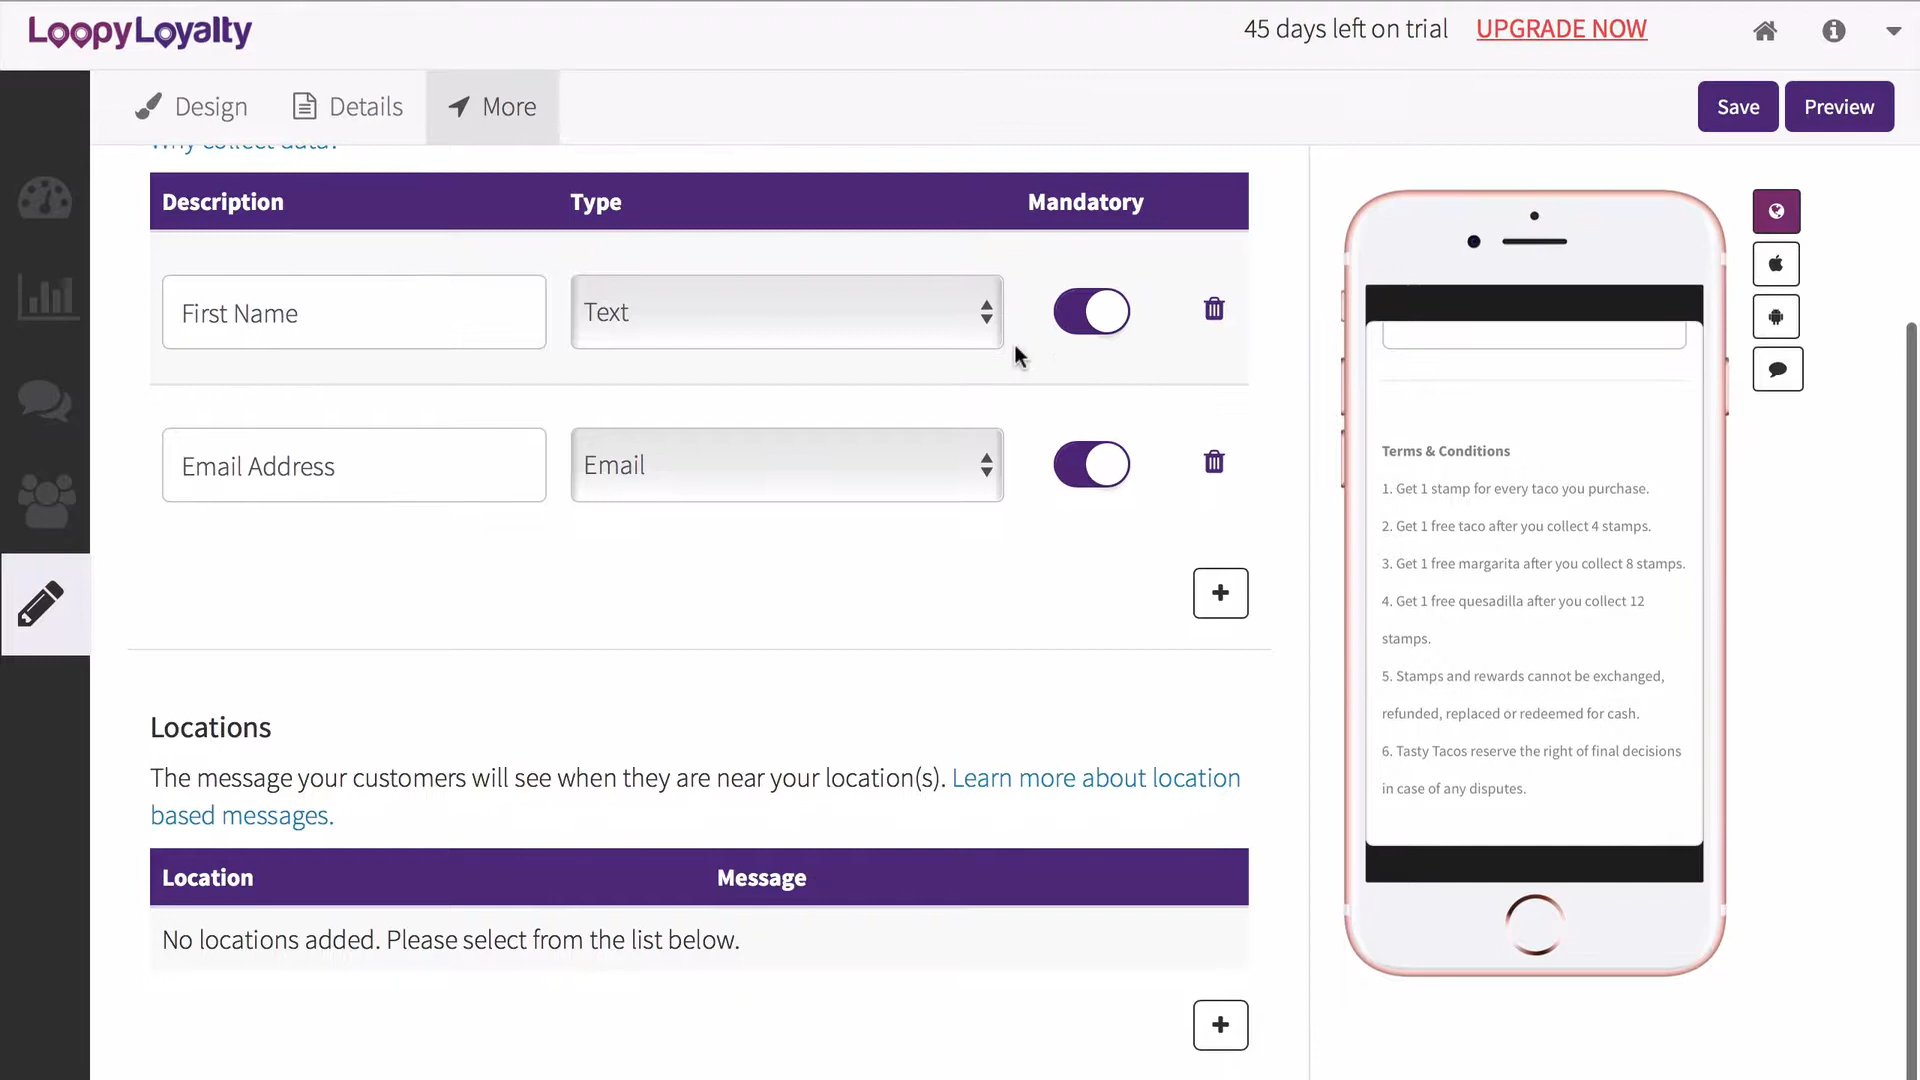 Loopy Loyalty
45 days left on trial UPGRADE NOW
Design Details More
Save Preview
Why collect data?
Description Type Mandatory
First Name Text
Email Address Email
Locations
The message your customers will see when they are near your location(s). Learn more about location
based messages.
Location Message
No locations added. Please select from the list below.
Terms & Conditions
1. Get 1 stamp for every taco you purchase.
2. Get 1 free taco after you collect 4 stamps.
3. Get 1 free margarita after you collect 8 stamps.
4. Get 1 free quesadilla after you collect 12
stamps.
5. Stamps and rewards cannot be exchanged,
refunded, replaced or redeemed for cash.
6. Tasty Tacos reserve the right of final decisions
in case of any disputes.